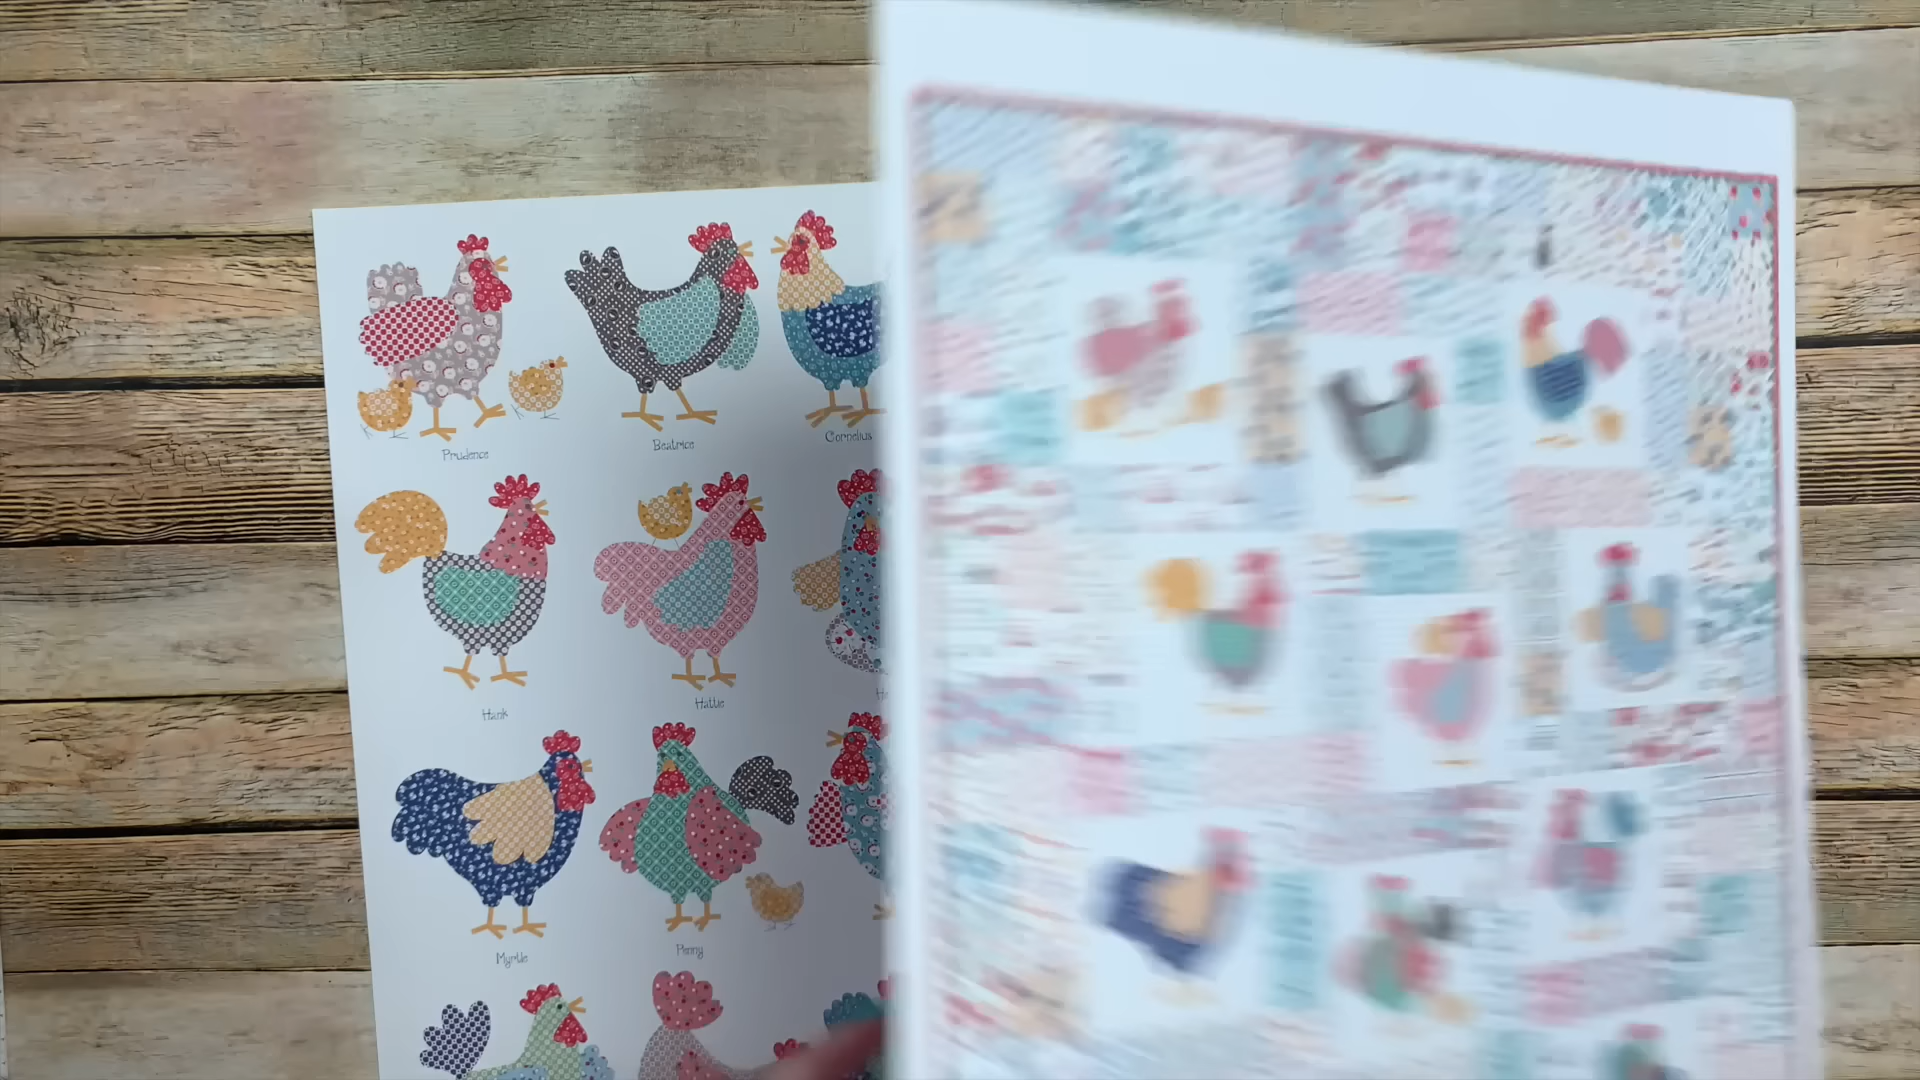 Prudence
Beatrice
Cornelius
Hank
Hattie
Myrtle
Penny